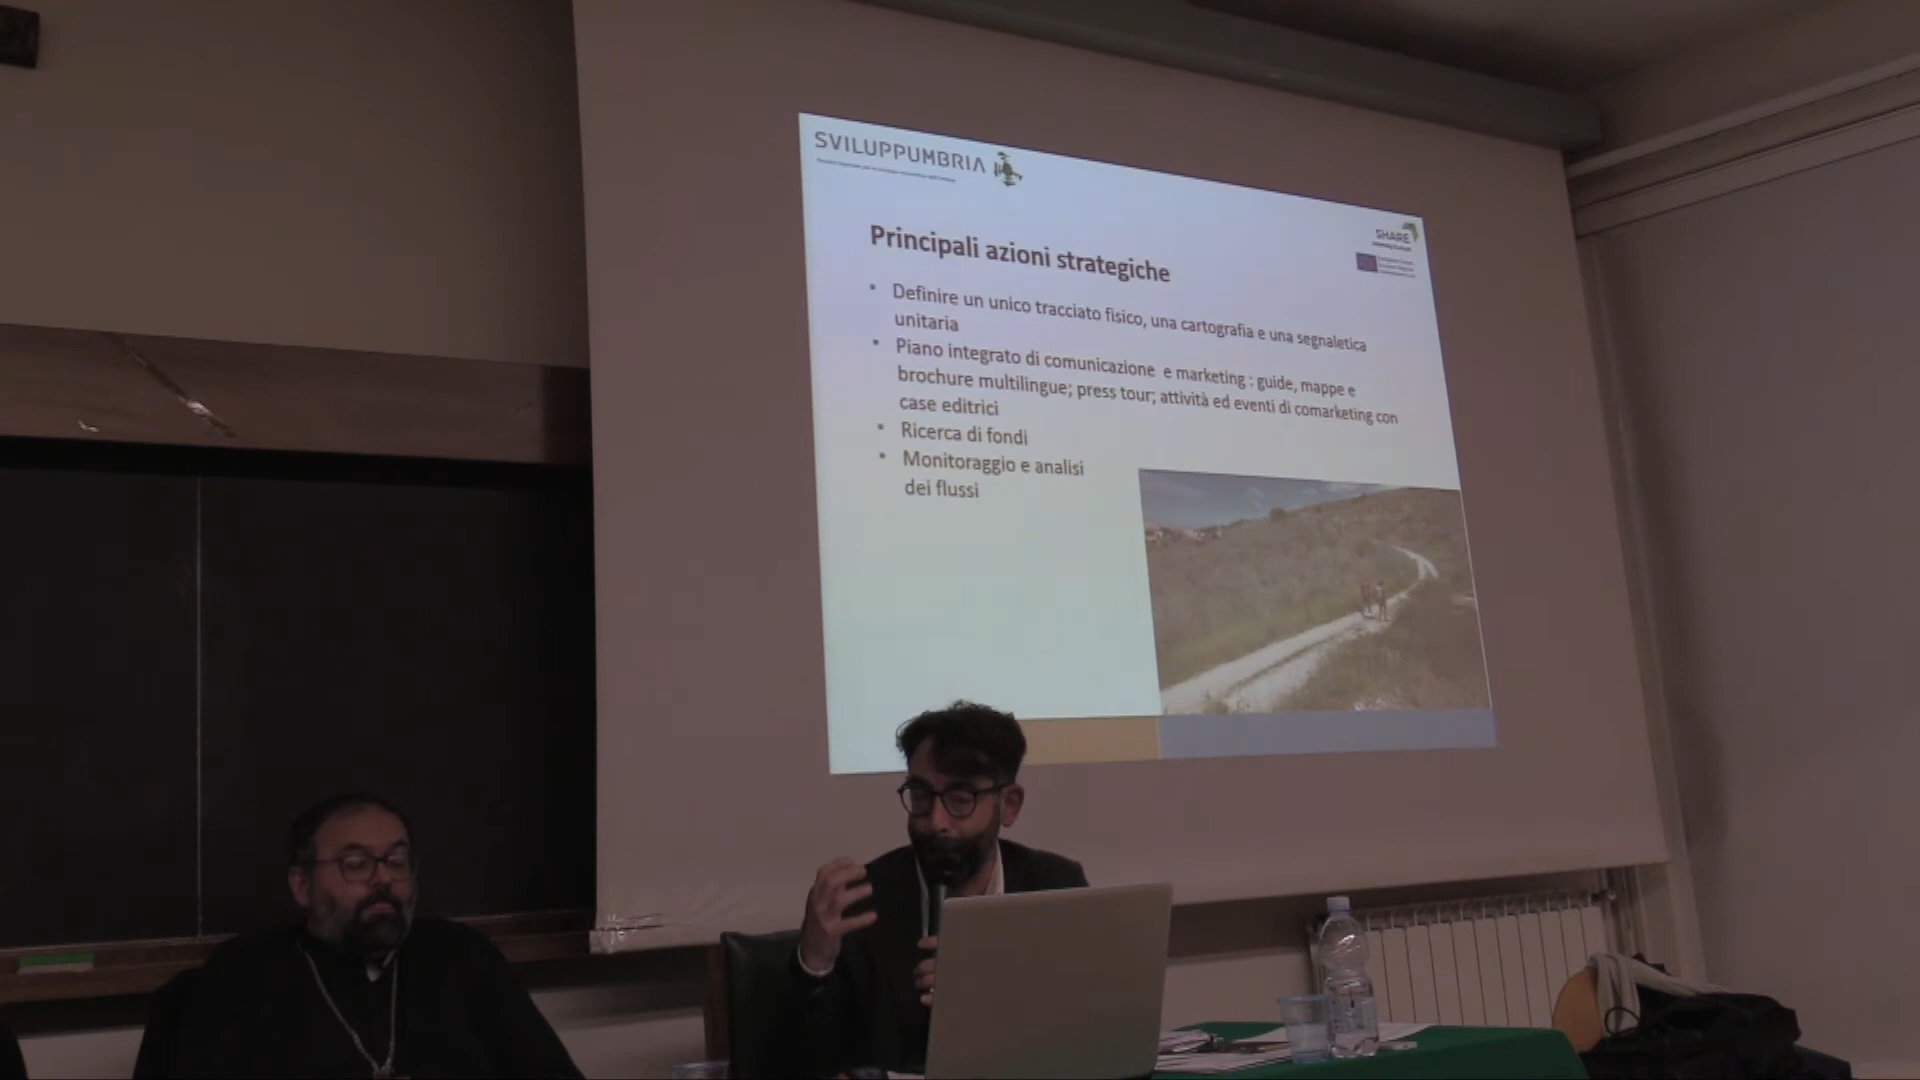 SVILUPPUMBRIA
SHARE
Principali azioni strategiche
• Definire un unico tracciato fisico, una cartografia e una segnaletica
unitaria
• Piano integrato di comunicazione e marketing : guide, mappe e
brochure multilingue; press tour; attività ed eventi di comarketing con
case editrici
• Ricerca di fondi
• Monitoraggio e analisi
dei flussi